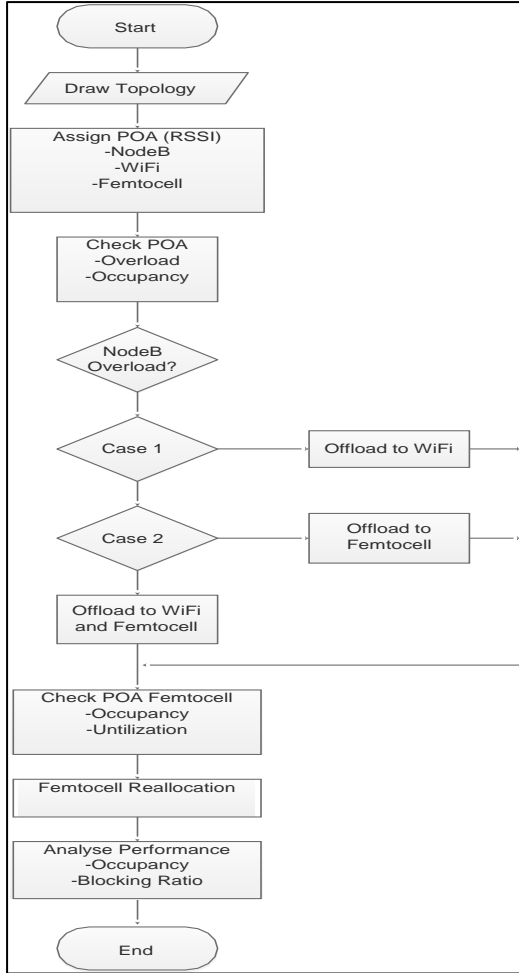 Start
Draw Topology
Assign POA (RSSI)
-NodeB
-WiFi
-Femtocell
Check POA
-Overload
-Occupancy
NodeB
Overload?
Case 1
Offload to WiFi
Case 2
Offload to
Femtocell
Offload to WiFi
and Femtocell
Check POA Femtocell
-Occupancy
-Untilization
Femtocell Reallocation
Analyse Performance
-Occupancy
-Blocking Ratio
End